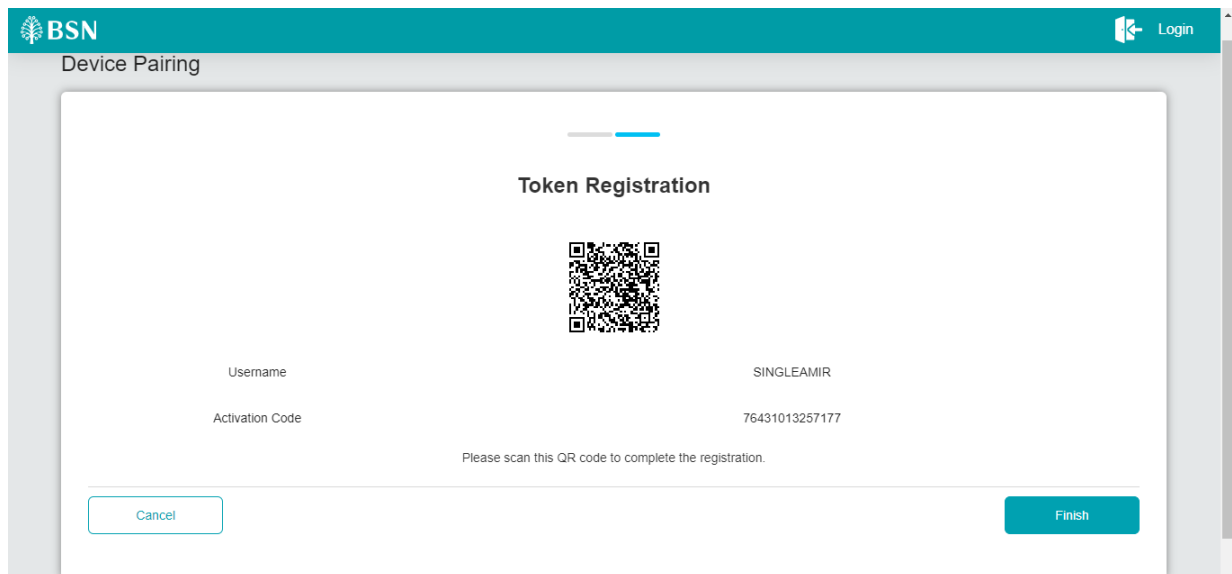 BSN
Login
Device Pairing
Token Registration
Username SINGLEAMIR
Activation Code 76431013257177
Please scan this QR code to complete the registration.
Cancel Finish